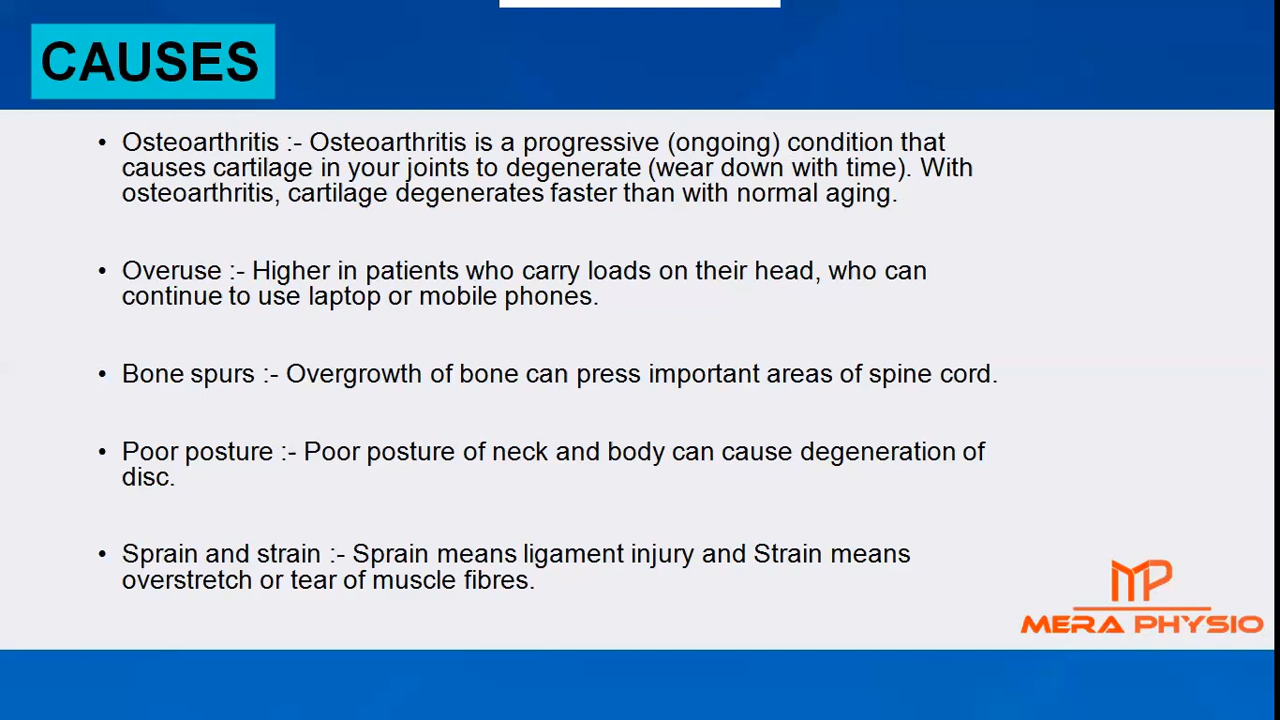 CAUSES
• Osteoarthritis :- Osteoarthritis is a progressive (ongoing) condition that
causes cartilage in your joints to degenerate (wear down with time). With
osteoarthritis, cartilage degenerates faster than with normal aging.
• Overuse :- Higher in patients who carry loads on their head, who can
continue to use laptop or mobile phones.
• Bone spurs :- Overgrowth of bone can press important areas of spine cord.
• Poor posture :- Poor posture of neck and body can cause degeneration of
disc.
• Sprain and strain :- Sprain means ligament injury and Strain means
overstretch or tear of muscle fibres.
MP
MERA PHYSIO